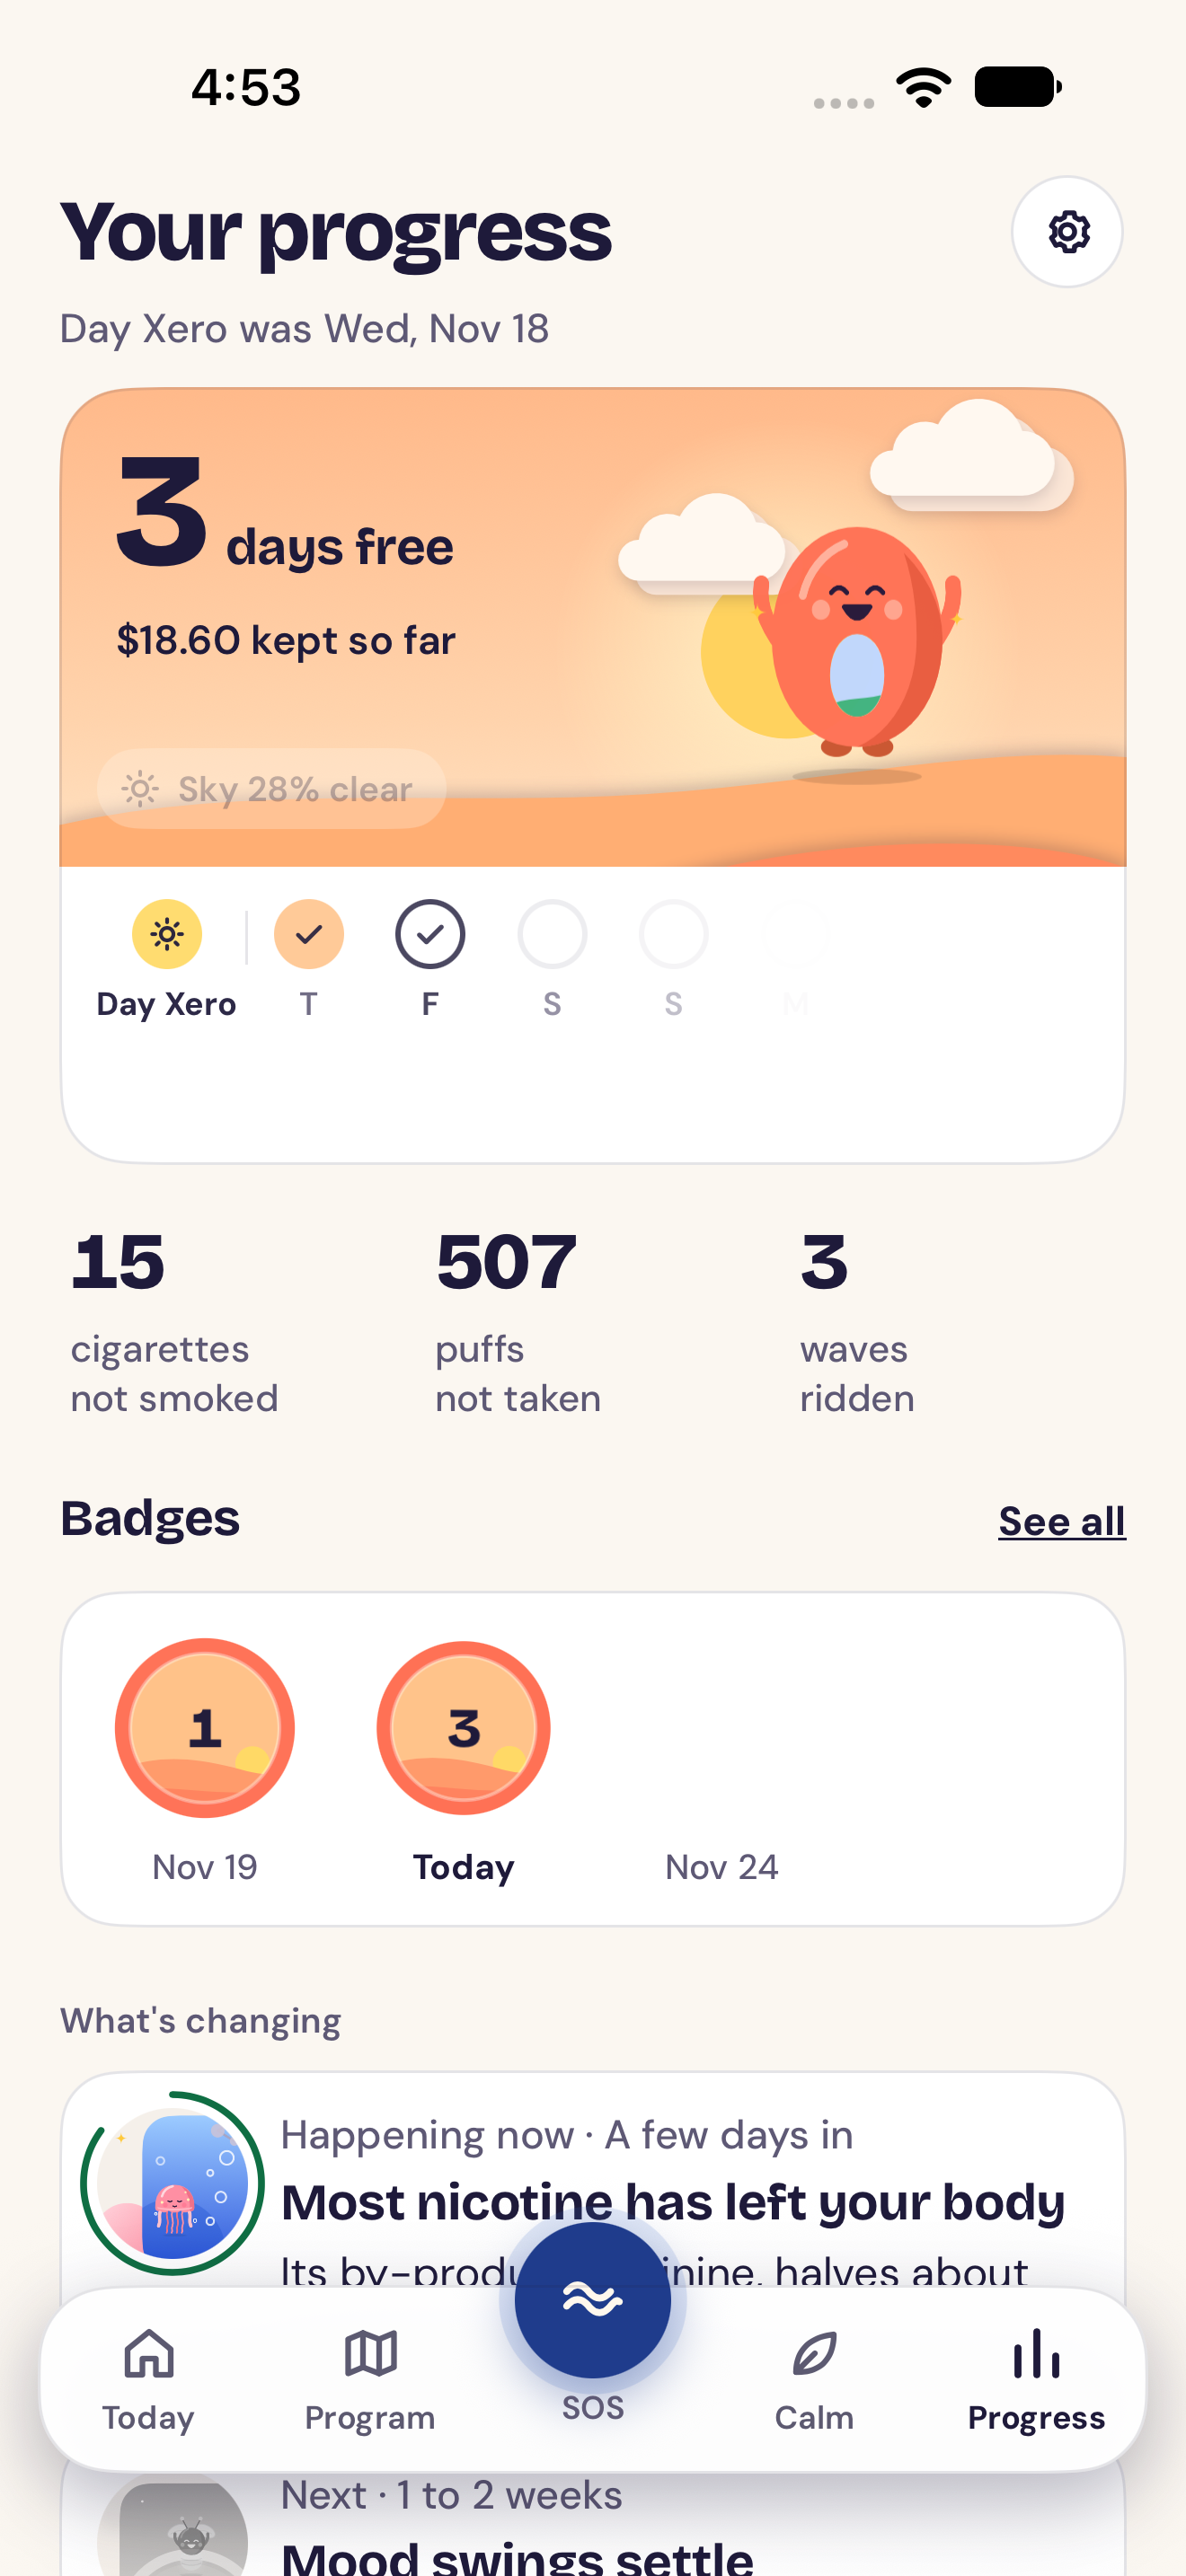 4:53
Your progress
Day Xero was Wed, Nov 18
3 days free
$18.60 kept so far
Sky 28% clear
Day Xero T F S S M
15 507 3
cigarettes puffs waves
not smoked not taken ridden
Badges See all
1 3
Nov 19 Today Nov 24
What's changing
Happening now · A few days in
Most nicotine has left your body
Its halves about
SOS
Today Program Calm Progress
Next · 1 to 2 weeks
Mood swings settle